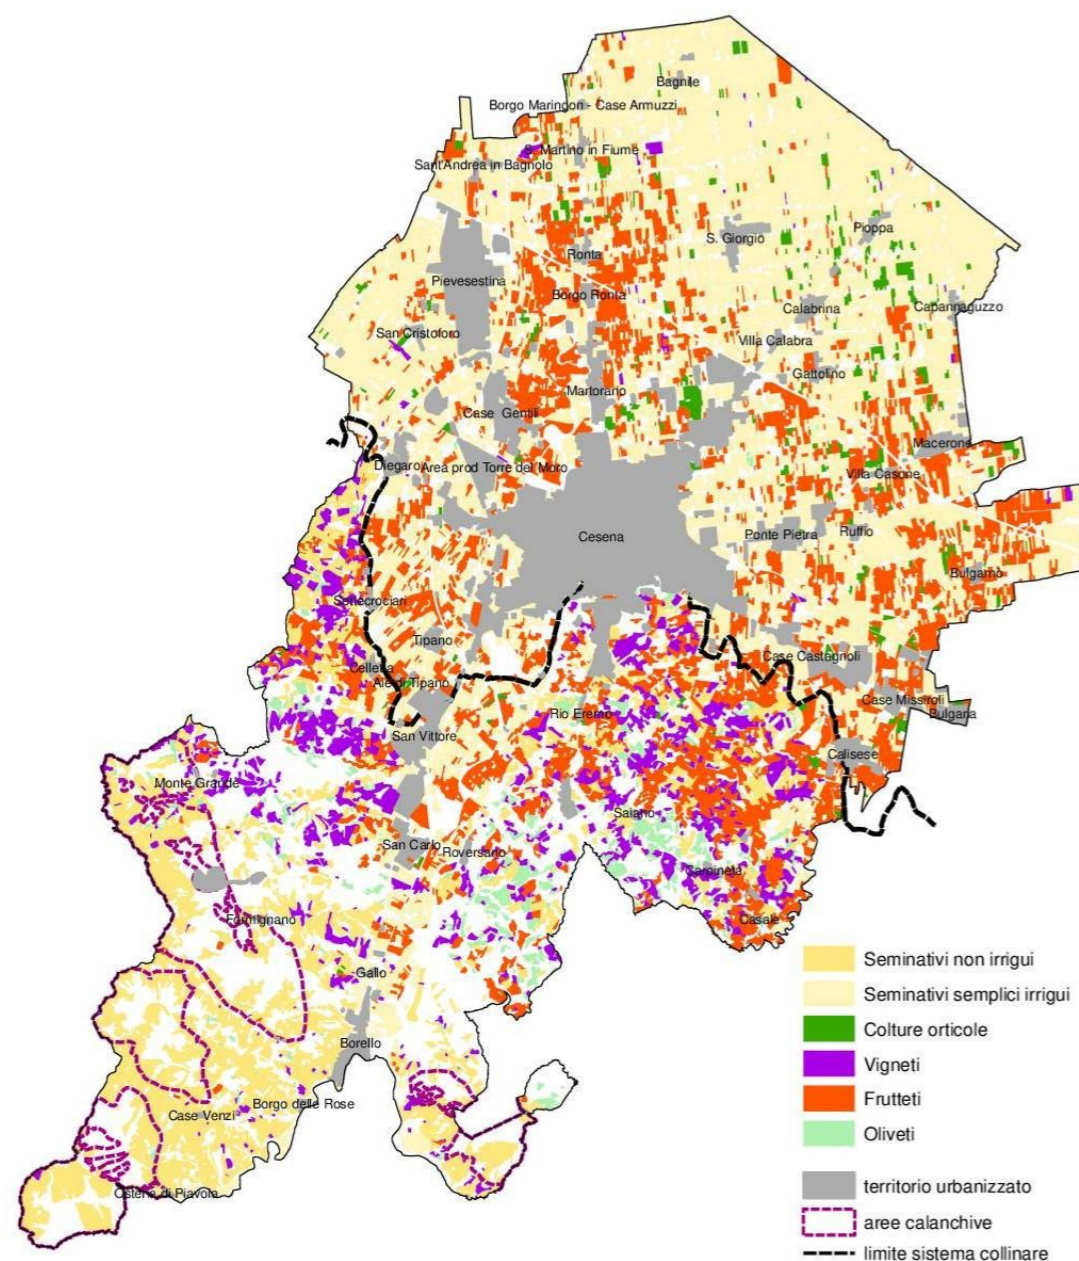 Bagnile
Borgo Maringon - Case Armuzzi
S. Martino in Fiume
Sant'Andrea in Bagnolo
Pioppa
S. Giorgio
Ronta
Pievesestina
Borgo Ronta
Calabrina
Capannaguzzo
San Cristoforo
Villa Calabra
Gattolino
Martorano
Case Gentili
Macerone
Diegaro
Area prod Torre del Moro
Villa Casone
Cesena
Ponte Pietra
Ruffio
Bulgarnò
Settecrociari
Tipano
Case Castagnoli
Celletta
Ale di Tipano
Case Missiroli
Rio Eremo
Bulgaria
San Vittore
Calisese
Monte Grande
Saiano
San Carlo
Roversano
Carpineta
Formignano
Casale
Gallo
Borello
Borgo delle Rose
Case Venzi
Osteria di Piavola
Seminativi non irrigui
Seminativi semplici irrigui
Colture orticole
Vigneti
Frutteti
Oliveti
territorio urbanizzato
aree calanchive
limite sistema collinare